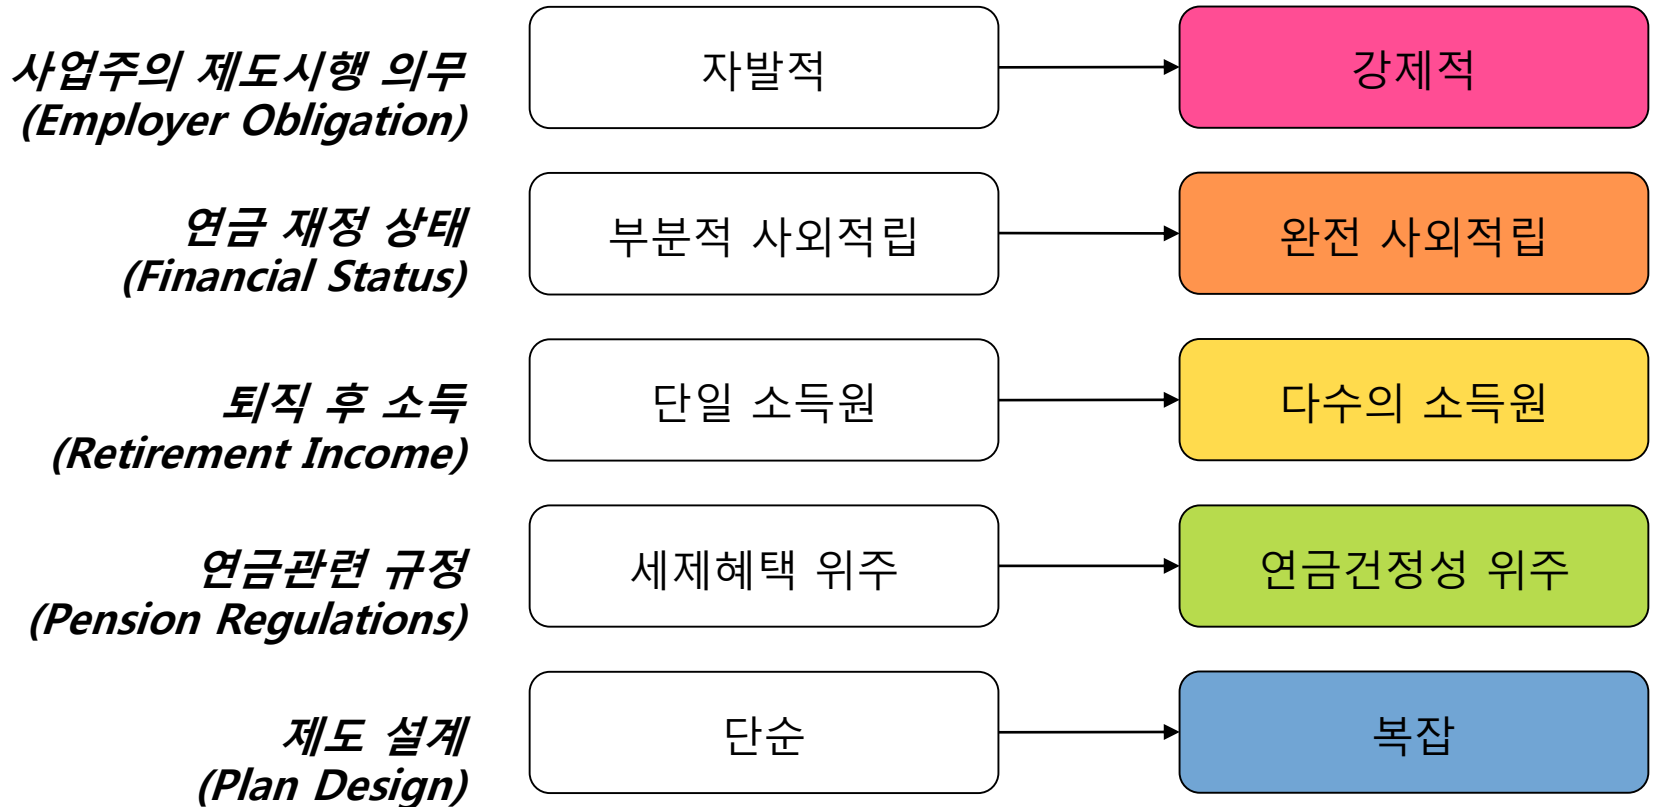 사업주의 제도시행 의무
(Employer Obligation)
자발적
강제적
연금 재정 상태
(Financial Status)
부분적 사외적립
완전 사외적립
퇴직 후 소득
(Retirement Income)
단일 소득원
다수의 소득원
연금관련 규정
(Pension Regulations)
세제혜택 위주
연금건정성 위주
제도 설계
(Plan Design)
단순
복잡